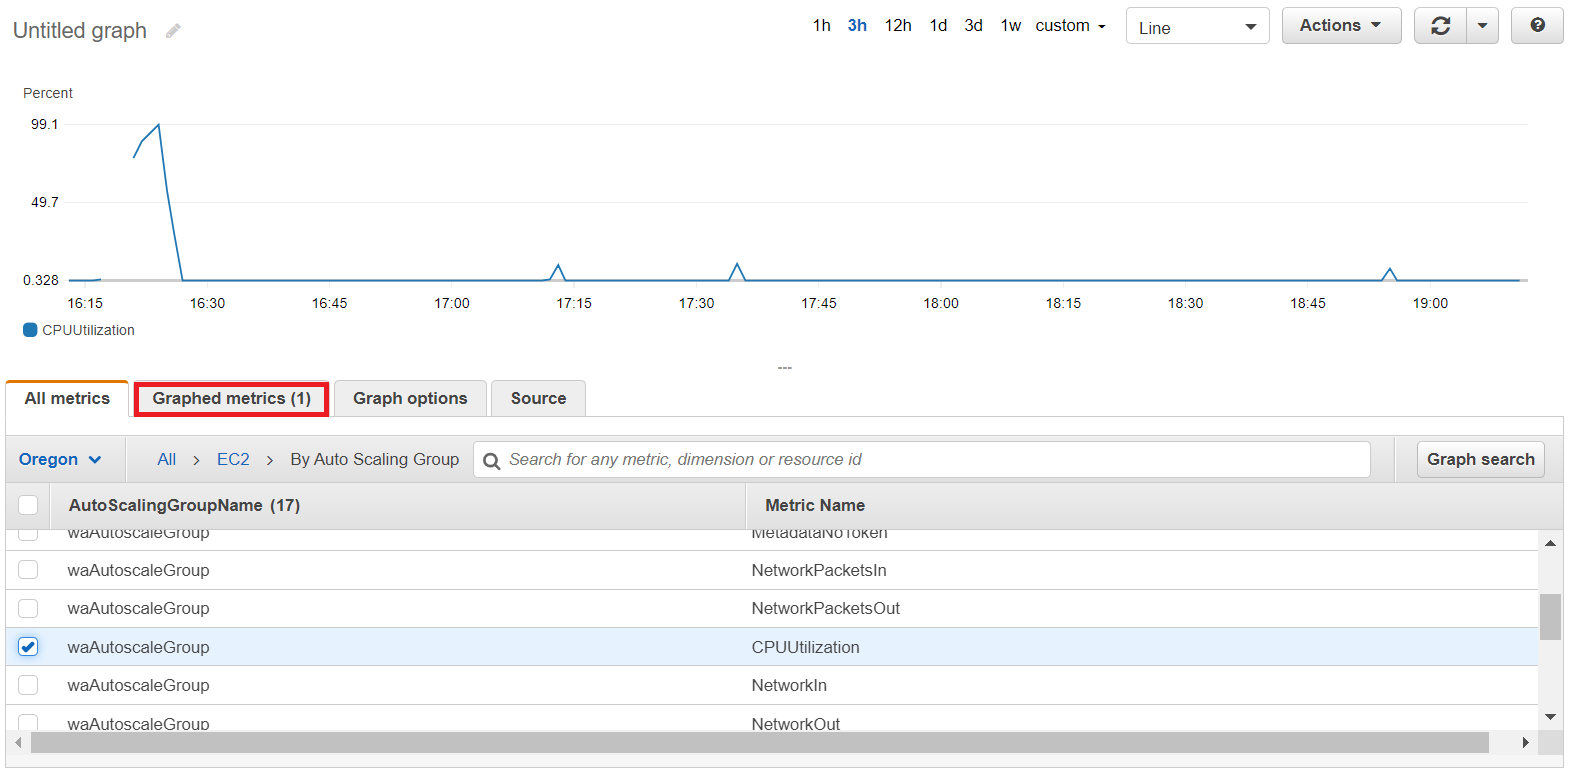 Untitled graph
1h 3h 12h 1d 3d 1w custom Line Actions ?
Percent
99.1
49.7
0.328
16:15 16:30 16:45 17:00 17:15 17:30 17:45 18:00 18:15 18:30 18:45 19:00
CPUUtilization
All metrics Graphed metrics (1) Graph options Source
Oregon All > EC2 > By Auto Scaling Group Search for any metric, dimension or resource id Graph search
AutoScalingGroupName (17) Metric Name
waAutoscaleGroup MetadataNoToken
waAutoscaleGroup NetworkPacketsIn
waAutoscaleGroup NetworkPacketsOut
waAutoscaleGroup CPUUtilization
waAutoscaleGroup NetworkIn
waAutoscaleGroup NetworkOut